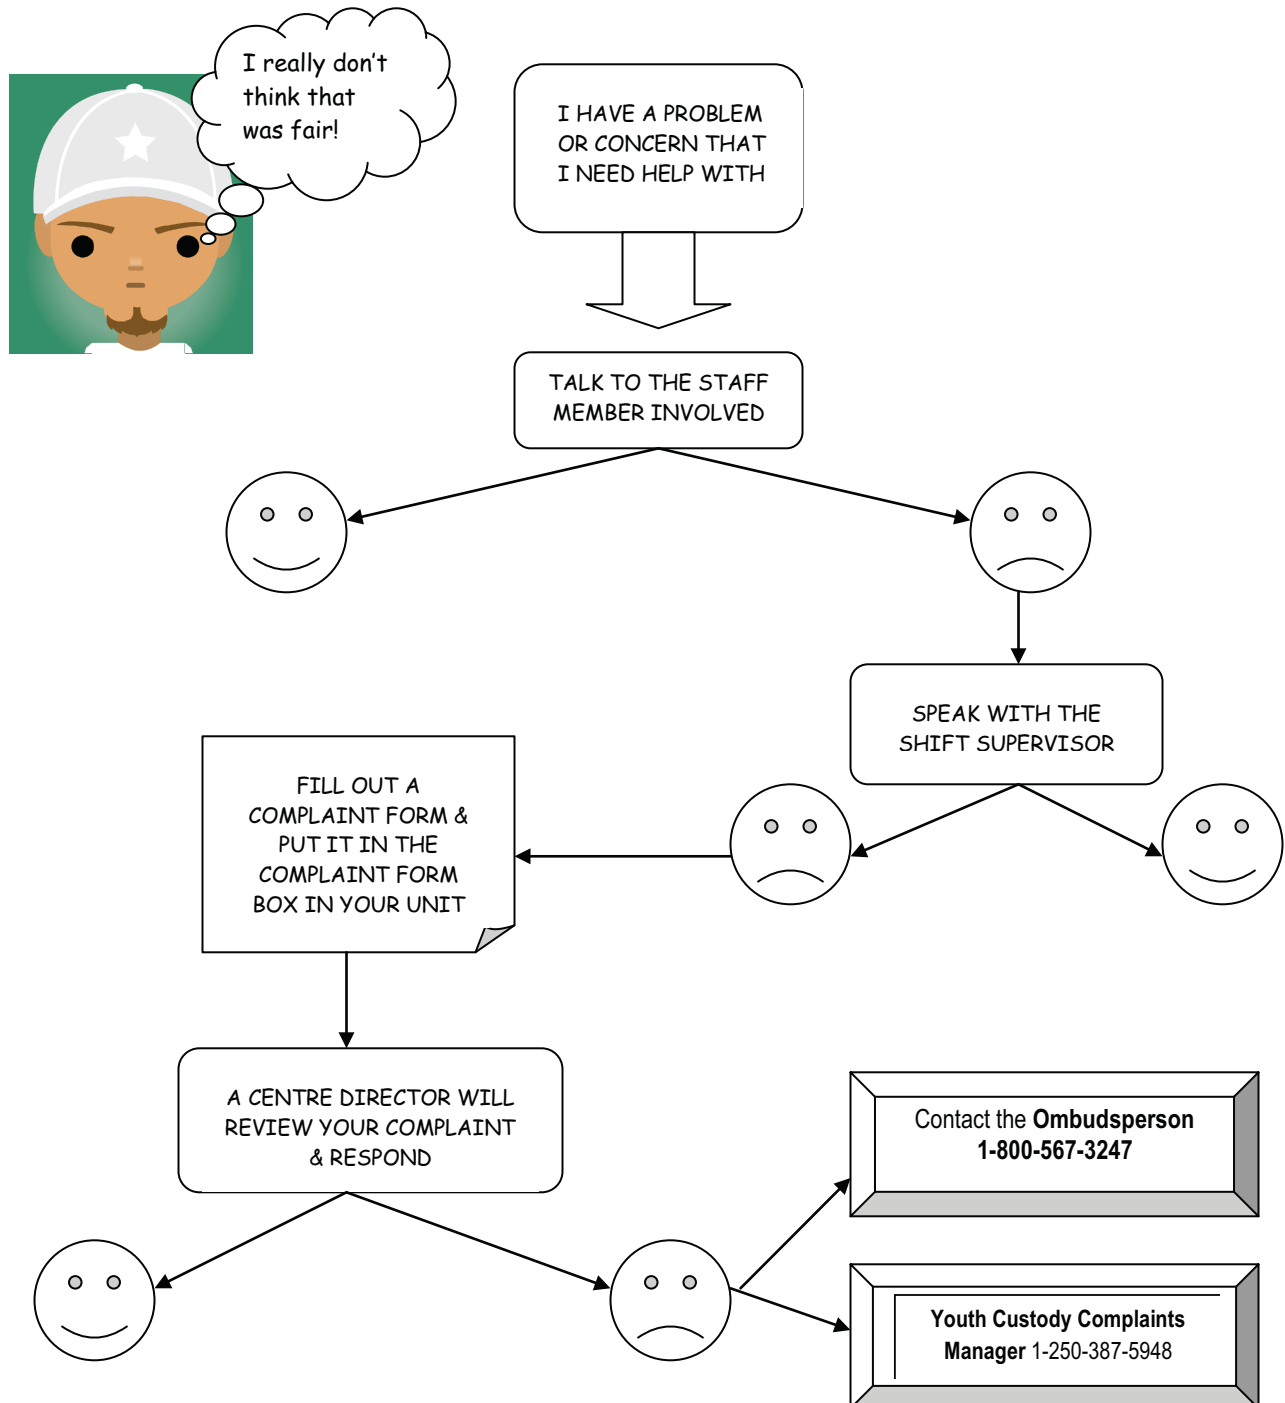 I really don't
think that
was fair!
I HAVE A PROBLEM
OR CONCERN THAT
I NEED HELP WITH
TALK TO THE STAFF
MEMBER INVOLVED
SPEAK WITH THE
SHIFT SUPERVISOR
FILL OUT A
COMPLAINT FORM &
PUT IT IN THE
COMPLAINT FORM
BOX IN YOUR UNIT
A CENTRE DIRECTOR WILL
REVIEW YOUR COMPLAINT
& RESPOND
Contact the Ombudsperson
1-800-567-3247
Youth Custody Complaints
Manager 1-250-387-5948